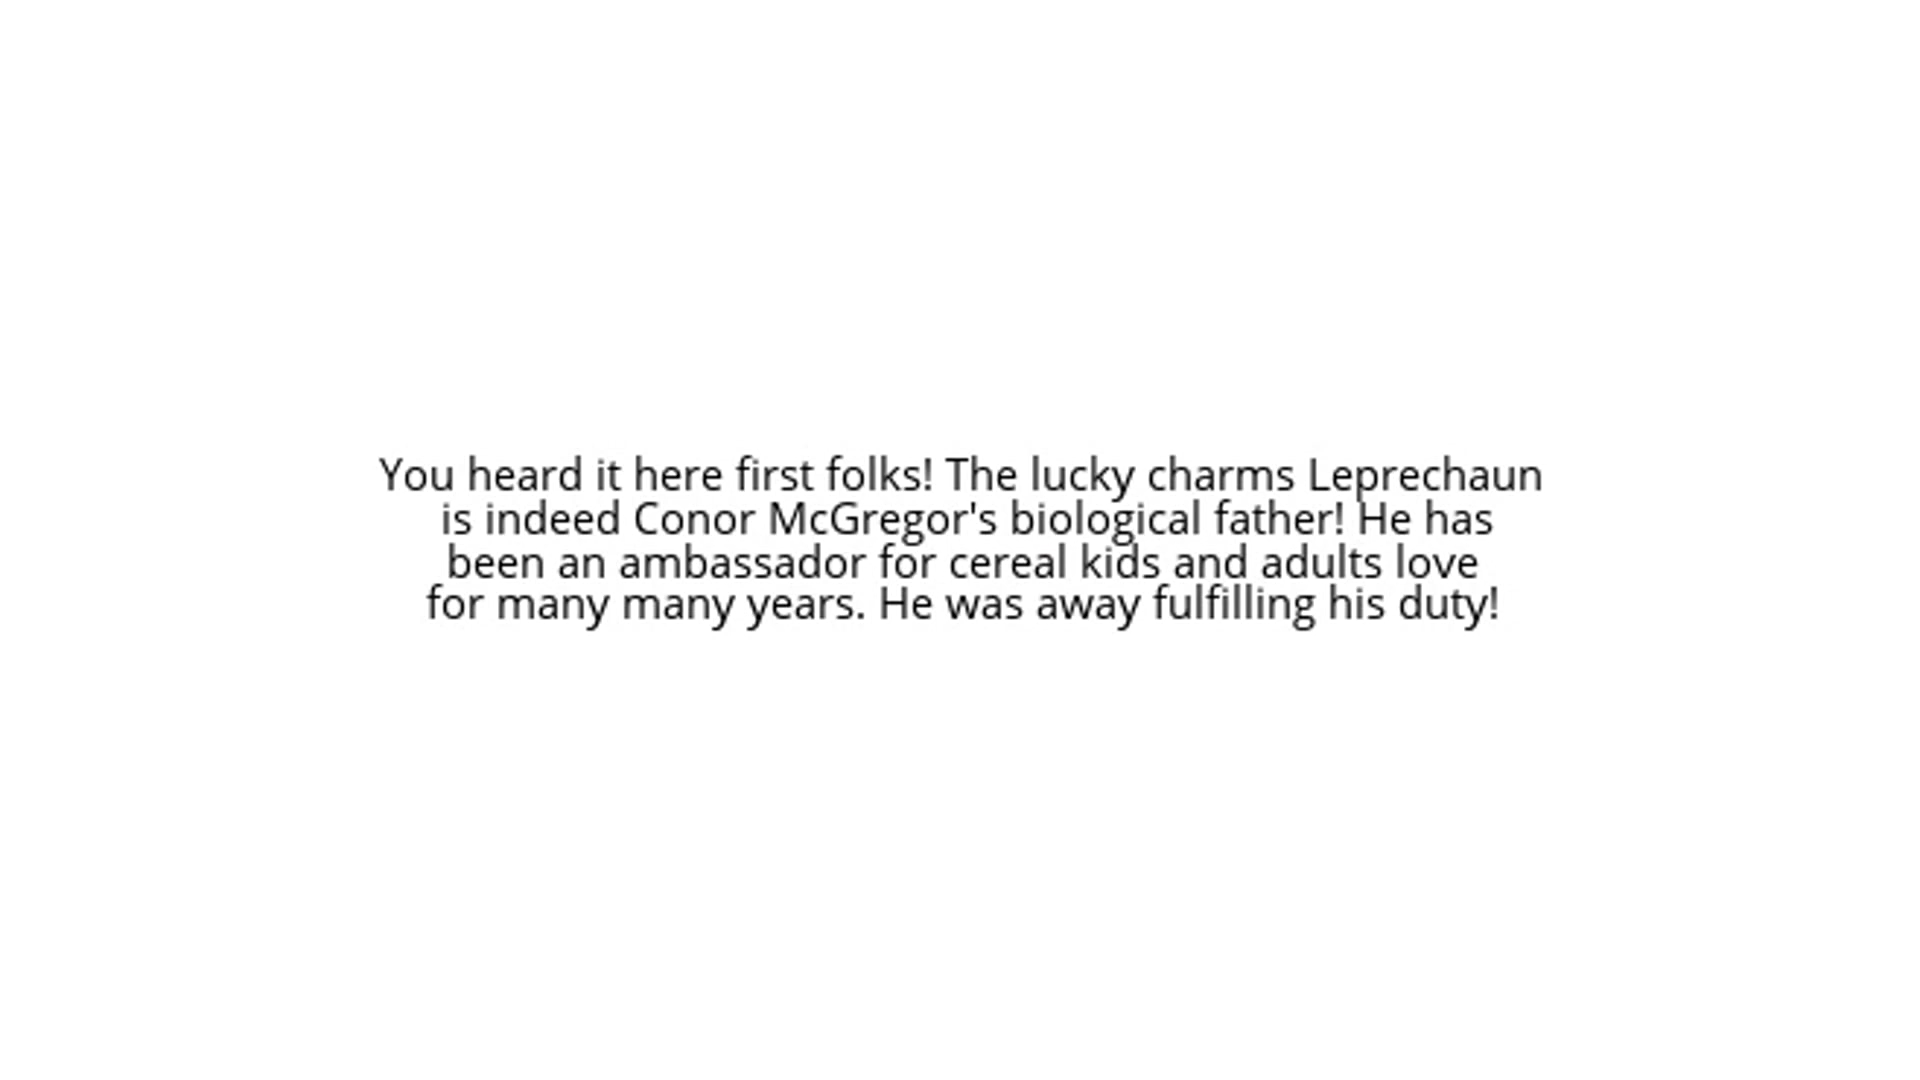 You heard it here first folks! The lucky charms Leprechaun
is indeed Conor McGregor's biological father! He has
been an ambassador for cereal kids and adults love
for many many years. He was away fulfilling his duty!